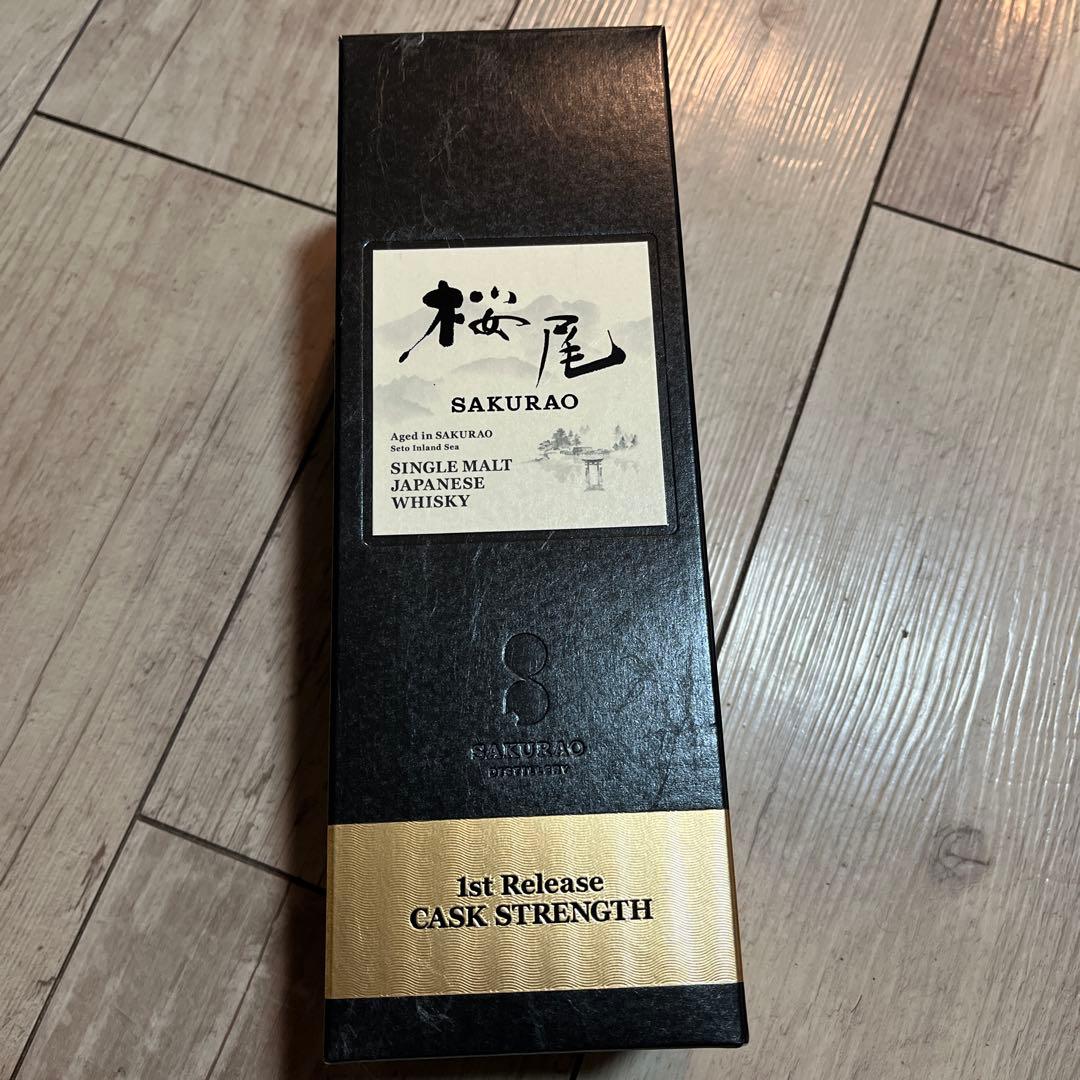 桜尾
SAKURAO
Aged in SAKURAO
Seto Inland Sea
SINGLE MALT
JAPANESE
WHISKY
SAKURAO
DISTILLERY
1st Release
CASK STRENGTH